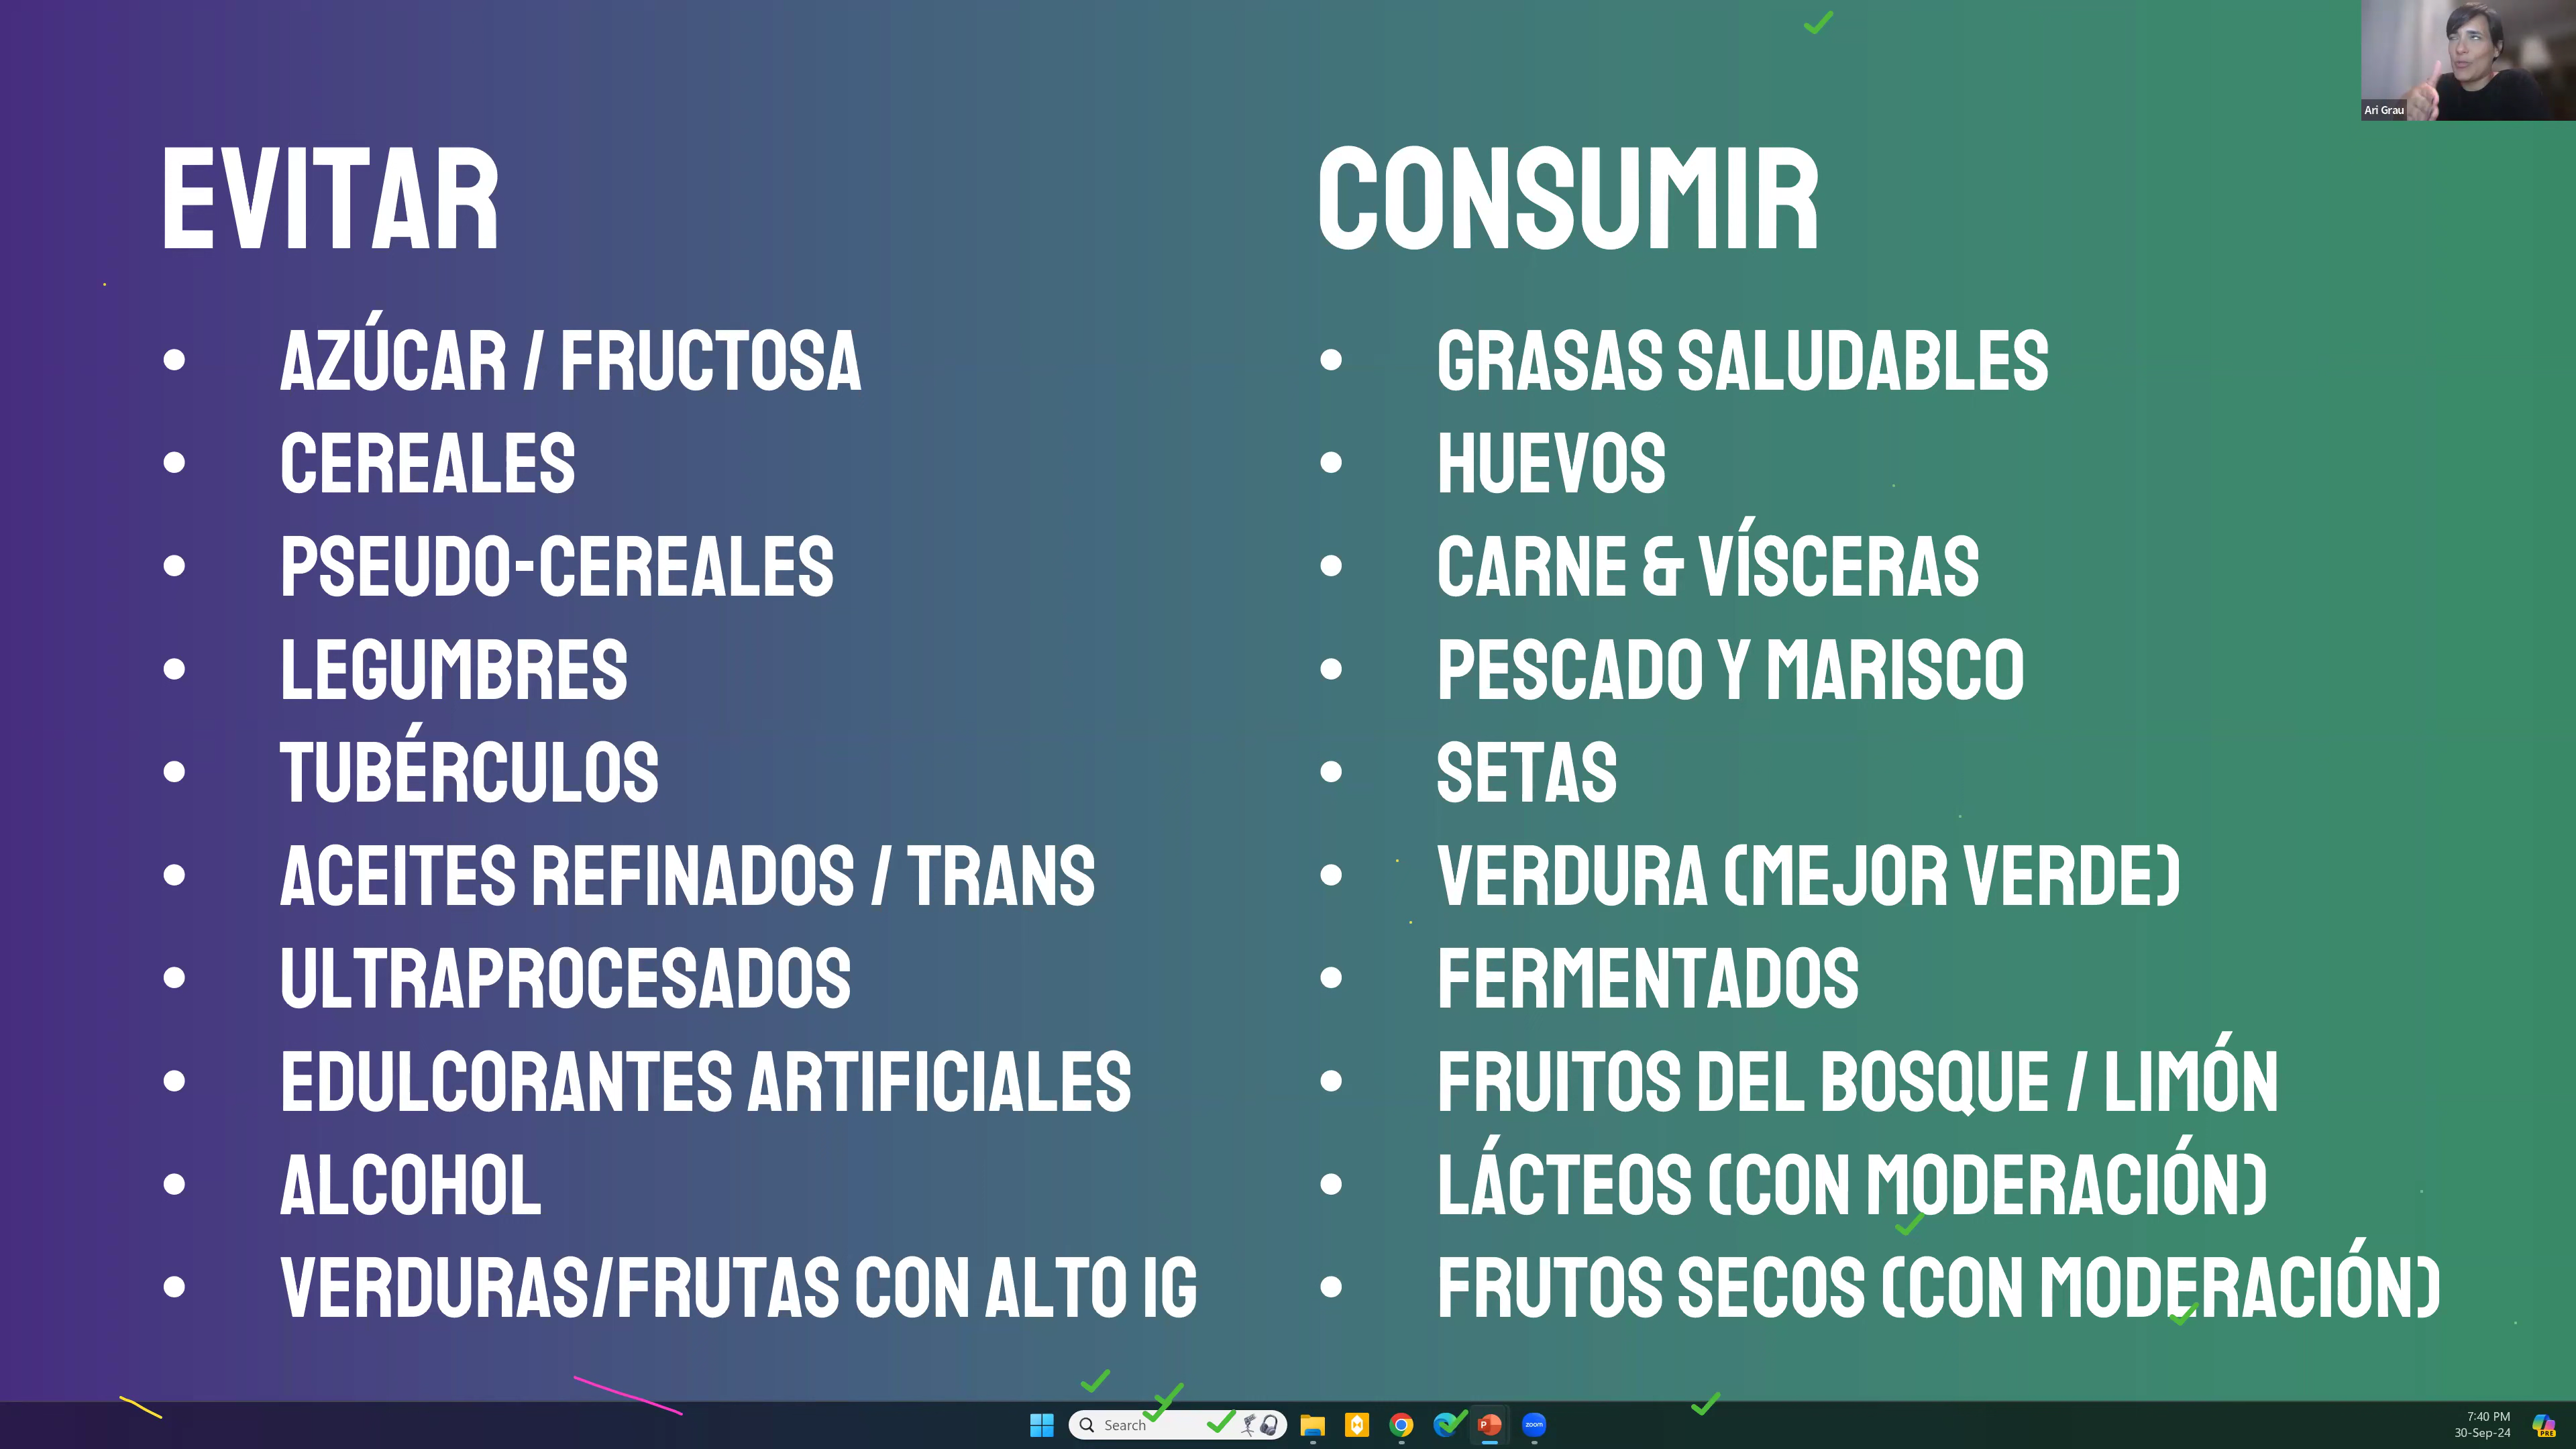 Ari Grau
EVITAR
• AZÚCAR / FRUCTOSA
• CEREALES
• PSEUDO-CEREALES
• LEGUMBRES
• TUBÉRCULOS
• ACEITES REFINADOS / TRANS
• ULTRAPROCESADOS
• EDULCORANTES ARTIFICIALES
• ALCOHOL
• VERDURAS/FRUTAS CON ALTO IG
CONSUMIR
• GRASAS SALUDABLES
• HUEVOS
• CARNE & VÍSCERAS
• PESCADO Y MARISCO
• SETAS
• VERDURA (MEJOR VERDE)
• FERMENTADOS
• FRUITOS DEL BOSQUE / LIMÓN
• LÁCTEOS (CON MODERACIÓN)
• FRUTOS SECOS (CON MODERACIÓN)
Search
P
zoom
7:40 PM
30-Sep-24
PRE